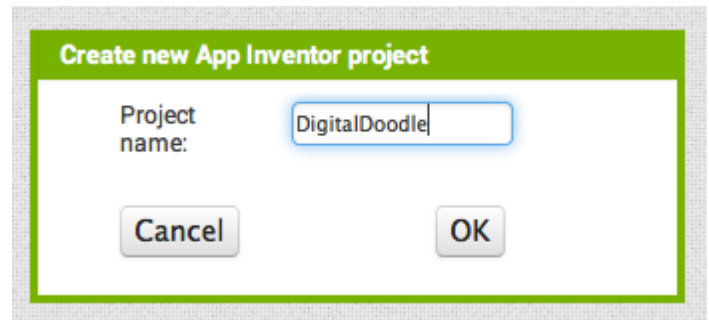 Create new App Inventor project
Project
name:
DigitalDoodle
Cancel
OK